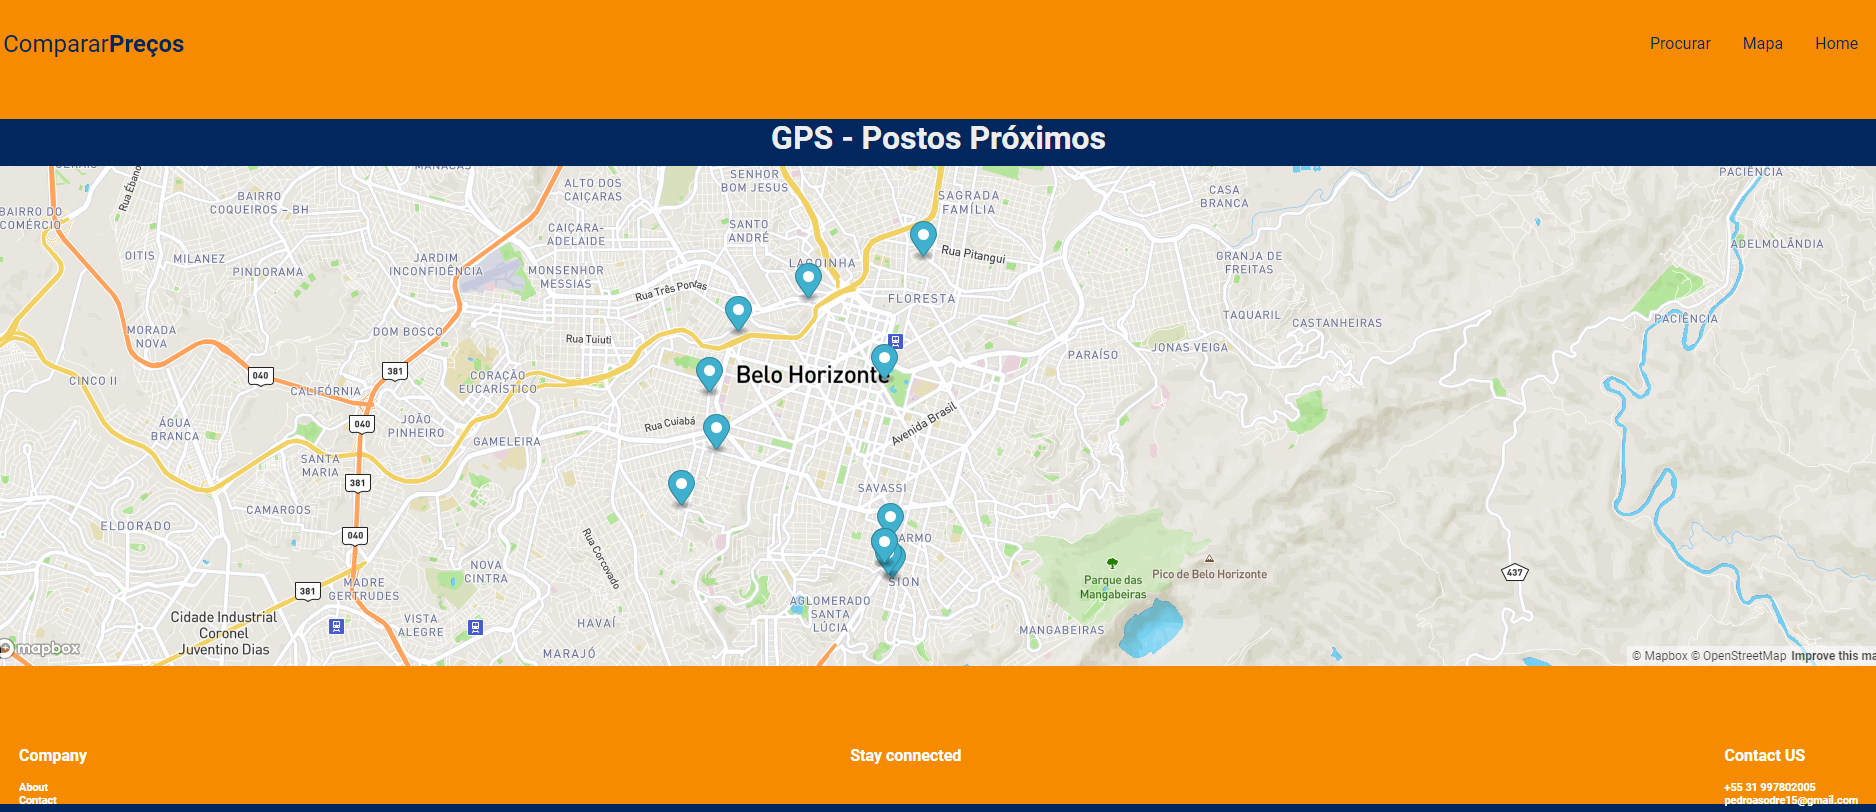 CompararPreços
Procurar
Mapa
Home
GPS - Postos Próximos
MANACÁS
PACIÊNCIA
Rua Ébano
BAIRRO
COQUEIROS – BH
ALTO DOS
CAIÇARAS
SENHOR
BOM JESUS
SAGRADA
FAMÍLIA
CASA
BRANCA
BAIRRO DO
COMÉRCIO
CAIÇARA-
ADELAIDE
SANTO
ANDRÉ
ADELMOLÂNDIA
OITIS
MILANEZ
PINDORAMA
JARDIM
INCONFIDÊNCIA
MONSENHOR
MESSIAS
LAGOINHA
Rua Pitangui
GRANJA DE
FREITAS
Rua Três Pontas
FLORESTA
TAQUARIL
CASTANHEIRAS
PACIÊNCIA
MORADA
NOVA
DOM BOSCO
Rua Tuiuti
PARAÍSO
JONAS VEIGA
CINCO II
040
381
CALIFÓRNIA
CORAÇÃO
EUCARÍSTICO
Belo Horizonte
ÁGUA
BRANCA
040
JOÃO
PINHEIRO
GAMELEIRA
Rua Cuiabá
Avenida Brasil
SANTA
MARIA
381
SAVASSI
CAMARGOS
ELDORADO
040
Rua Corcovado
ARMO
SION
NOVA
CINTRA
Parque das
Mangabeiras
Pico de Belo Horizonte
437
381
MADRE
GERTRUDES
AGLOMERADO
SANTA
LÚCIA
Cidade Industrial
Coronel
Juventino Dias
VISTA
ALEGRE
HAVAÍ
MANGABEIRAS
MARAJÓ
mapbox
© Mapbox © OpenStreetMap Improve this ma
Company
Stay connected
Contact US
About
Contact
+55 31 997802005
pedroasodre15@gmail.com